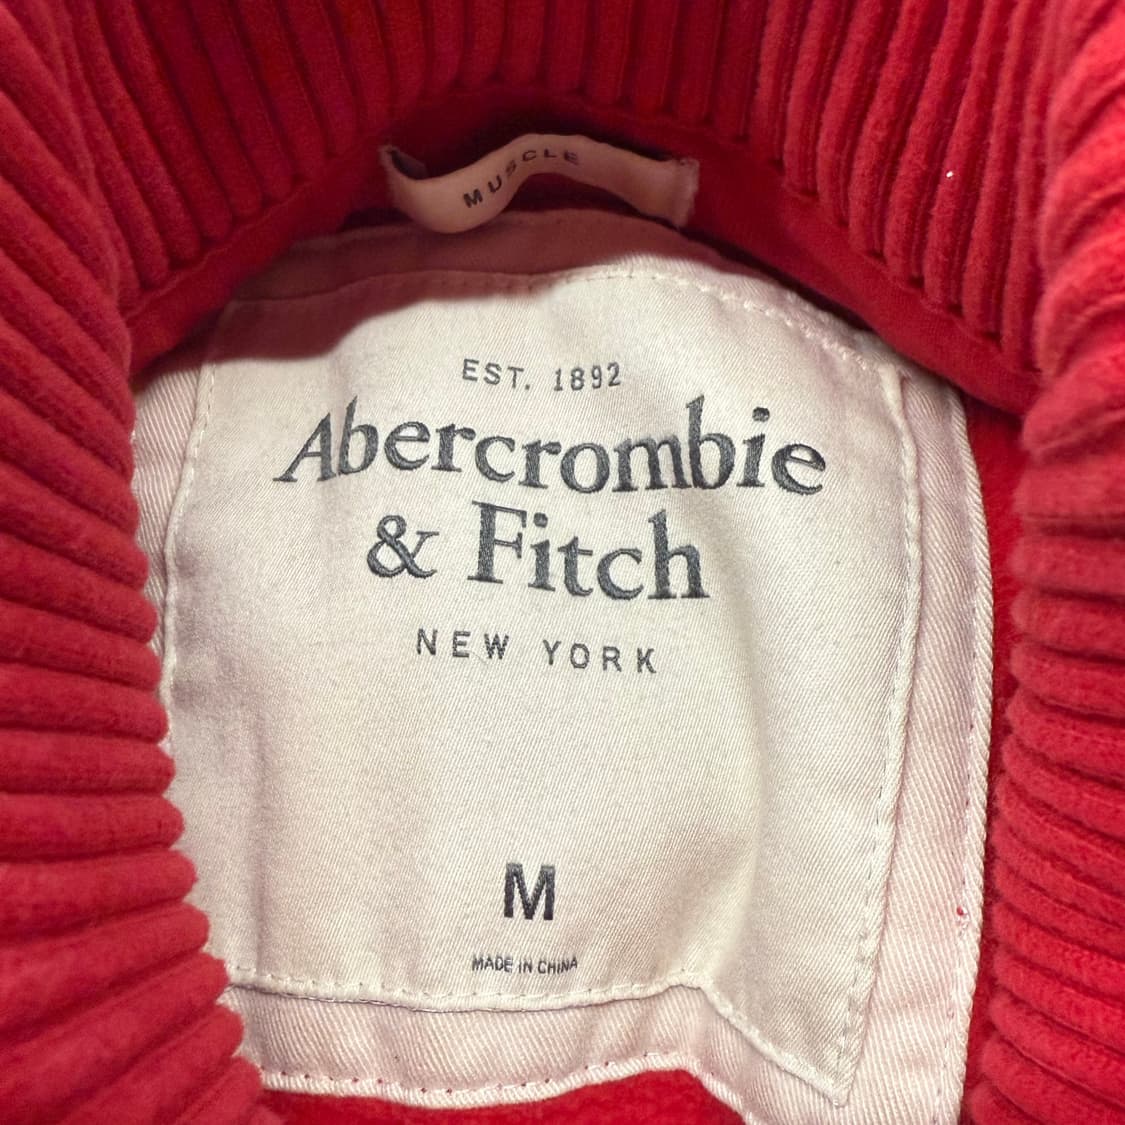 MUSCLE
EST. 1892
Abercrombie
& Fitch
NEW YORK
M
MADE IN CHINA